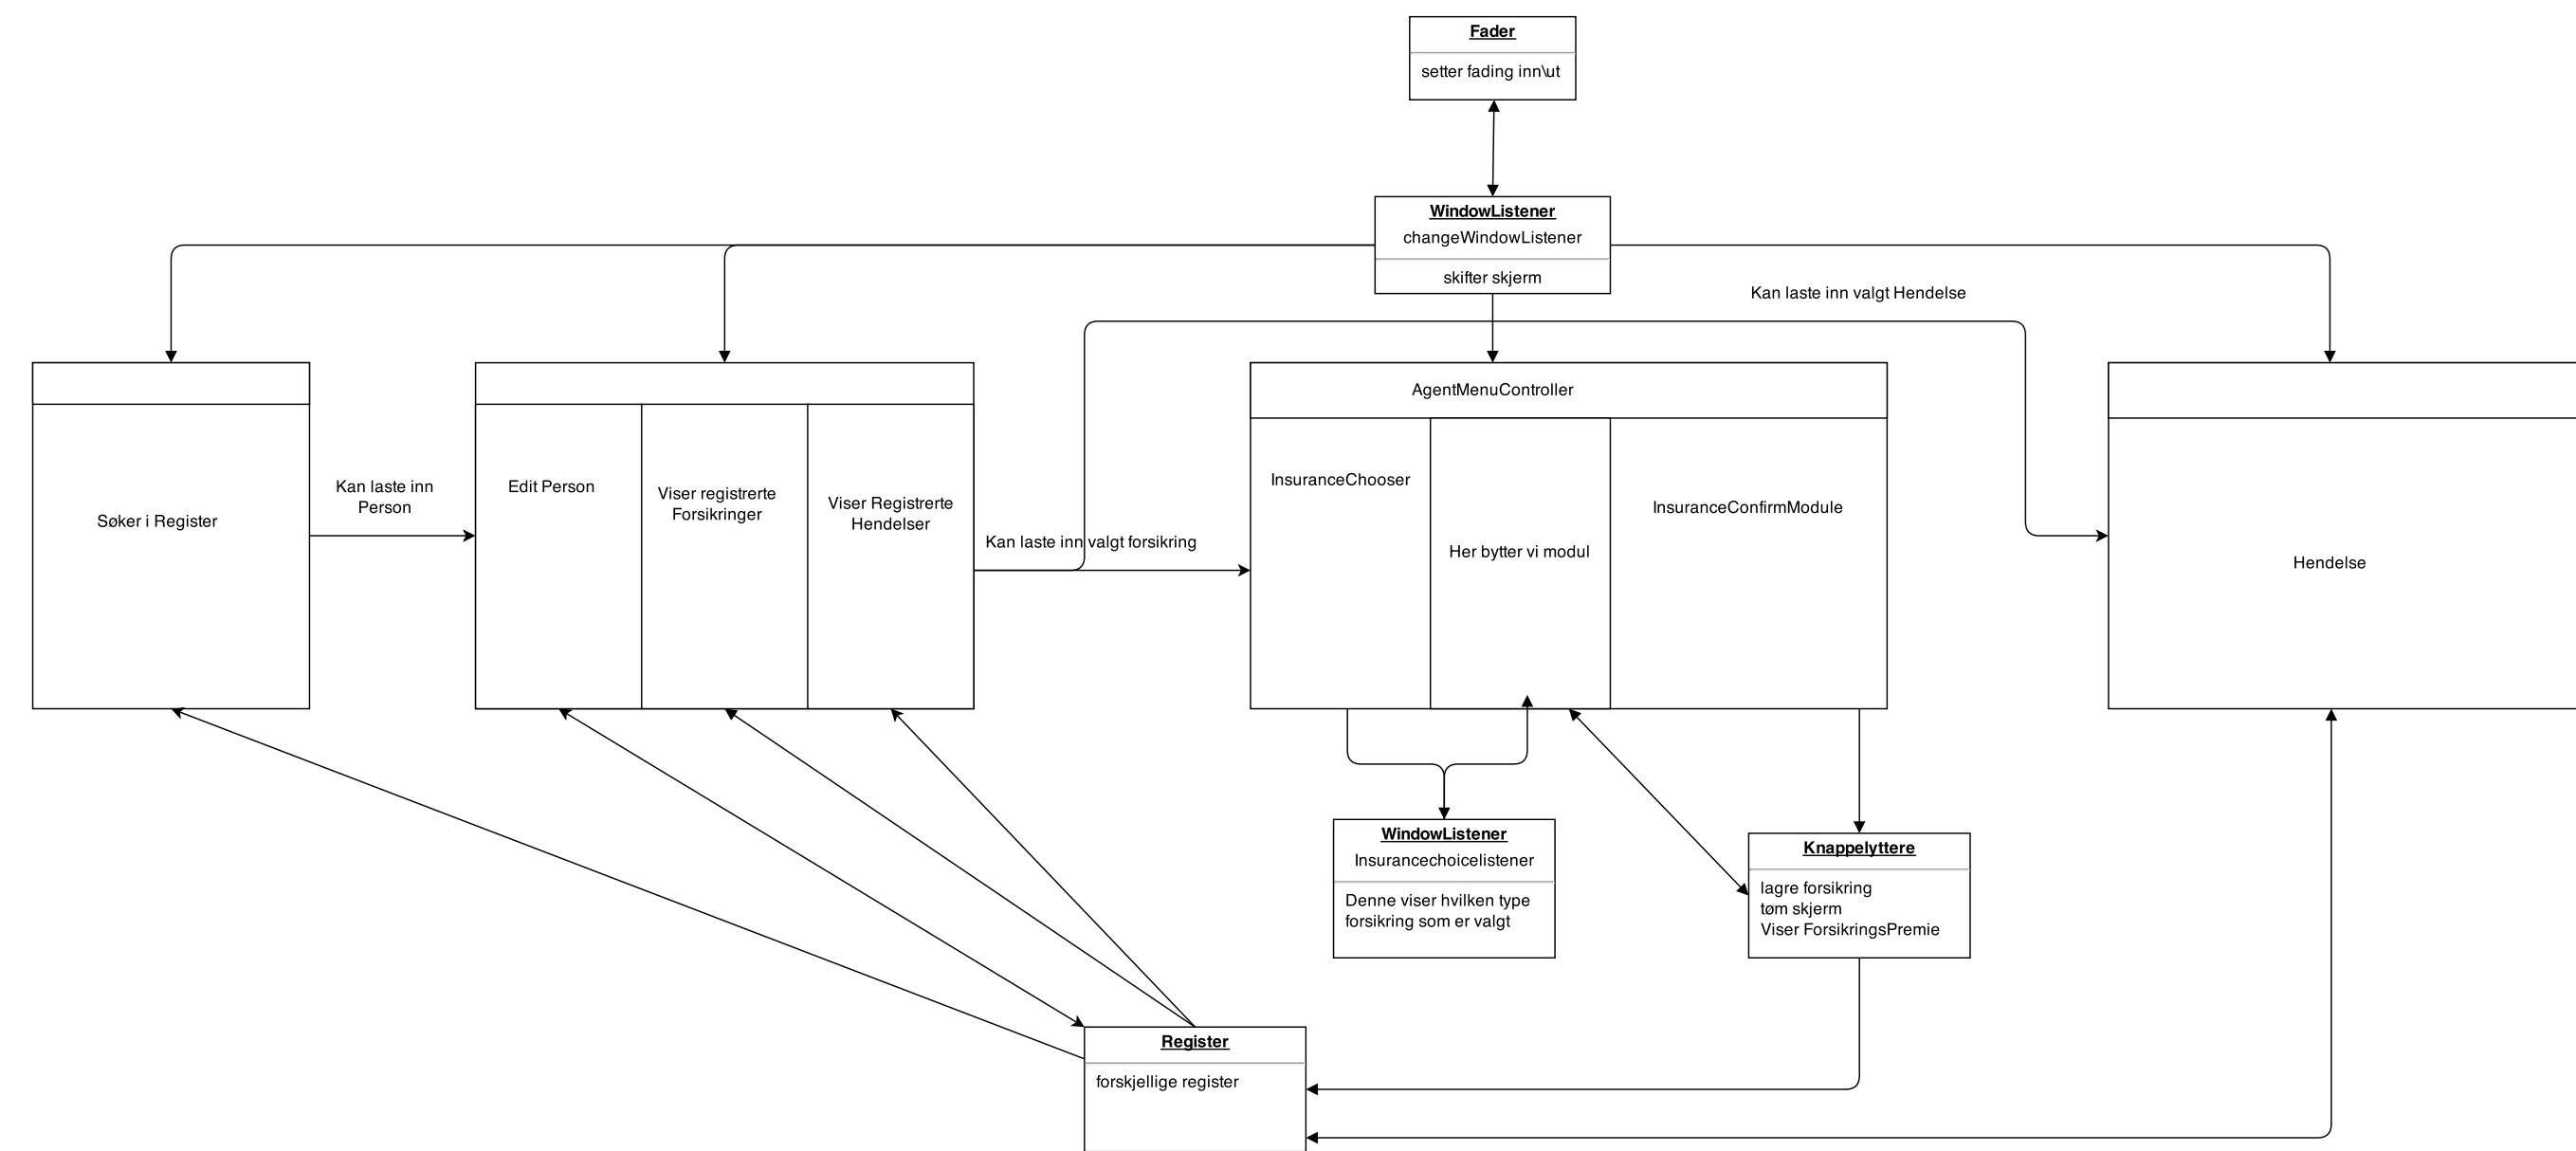 Fader
setter fading inn\ut
WindowListener
changeWindowListener
skifter skjerm
Kan laste inn valgt Hendelse
AgentMenuController
Søker i Register
Kan laste inn
Person
Edit Person
Viser registrerte
Forsikringer
Viser Registrerte
Hendelser
Kan laste inn valgt forsikring
InsuranceChooser
Her bytter vi modul
InsuranceConfirmModule
Hendelse
WindowListener
Insurancechoicelistener
Denne viser hvilken type
forsikring som er valgt
Knappelyttere
lagre forsikring
tøm skjerm
Viser ForsikringsPremie
Register
forskjellige register